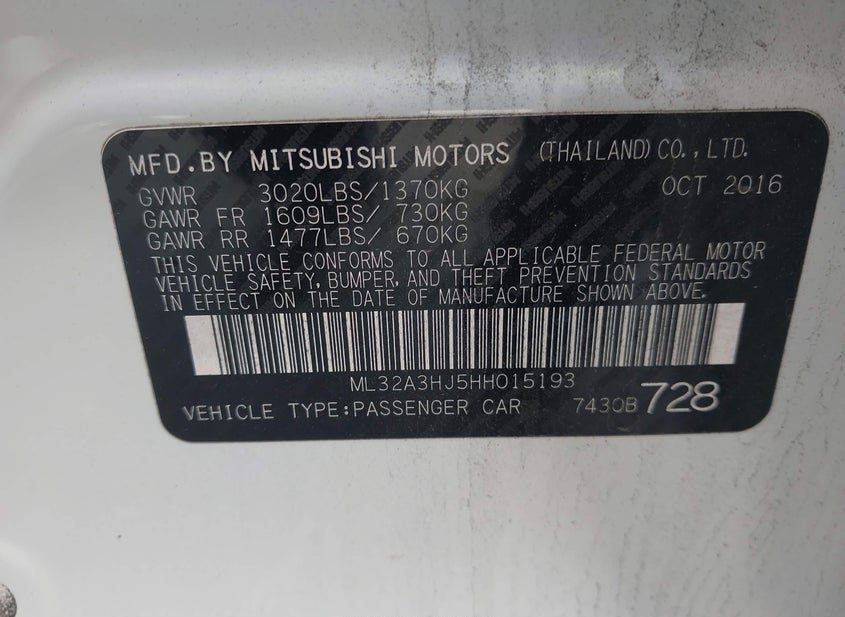 MFD.BY MITSUBISHI MOTORS (THAILAND) CO., LTD.
GVWR 3020LBS/1370KG OCT 2016
GAWR FR 1609LBS/ 730KG
GAWR RR 1477LBS/ 670KG
THIS VEHICLE CONFORMS TO ALL APPLICABLE FEDERAL MOTOR
VEHICLE SAFETY, BUMPER, AND THEFT PREVENTION STANDARDS
IN EFFECT ON THE DATE OF MANUFACTURE SHOWN ABOVE.
ML32A3HJ5HH015193
VEHICLE TYPE:PASSENGER CAR 7430B 728